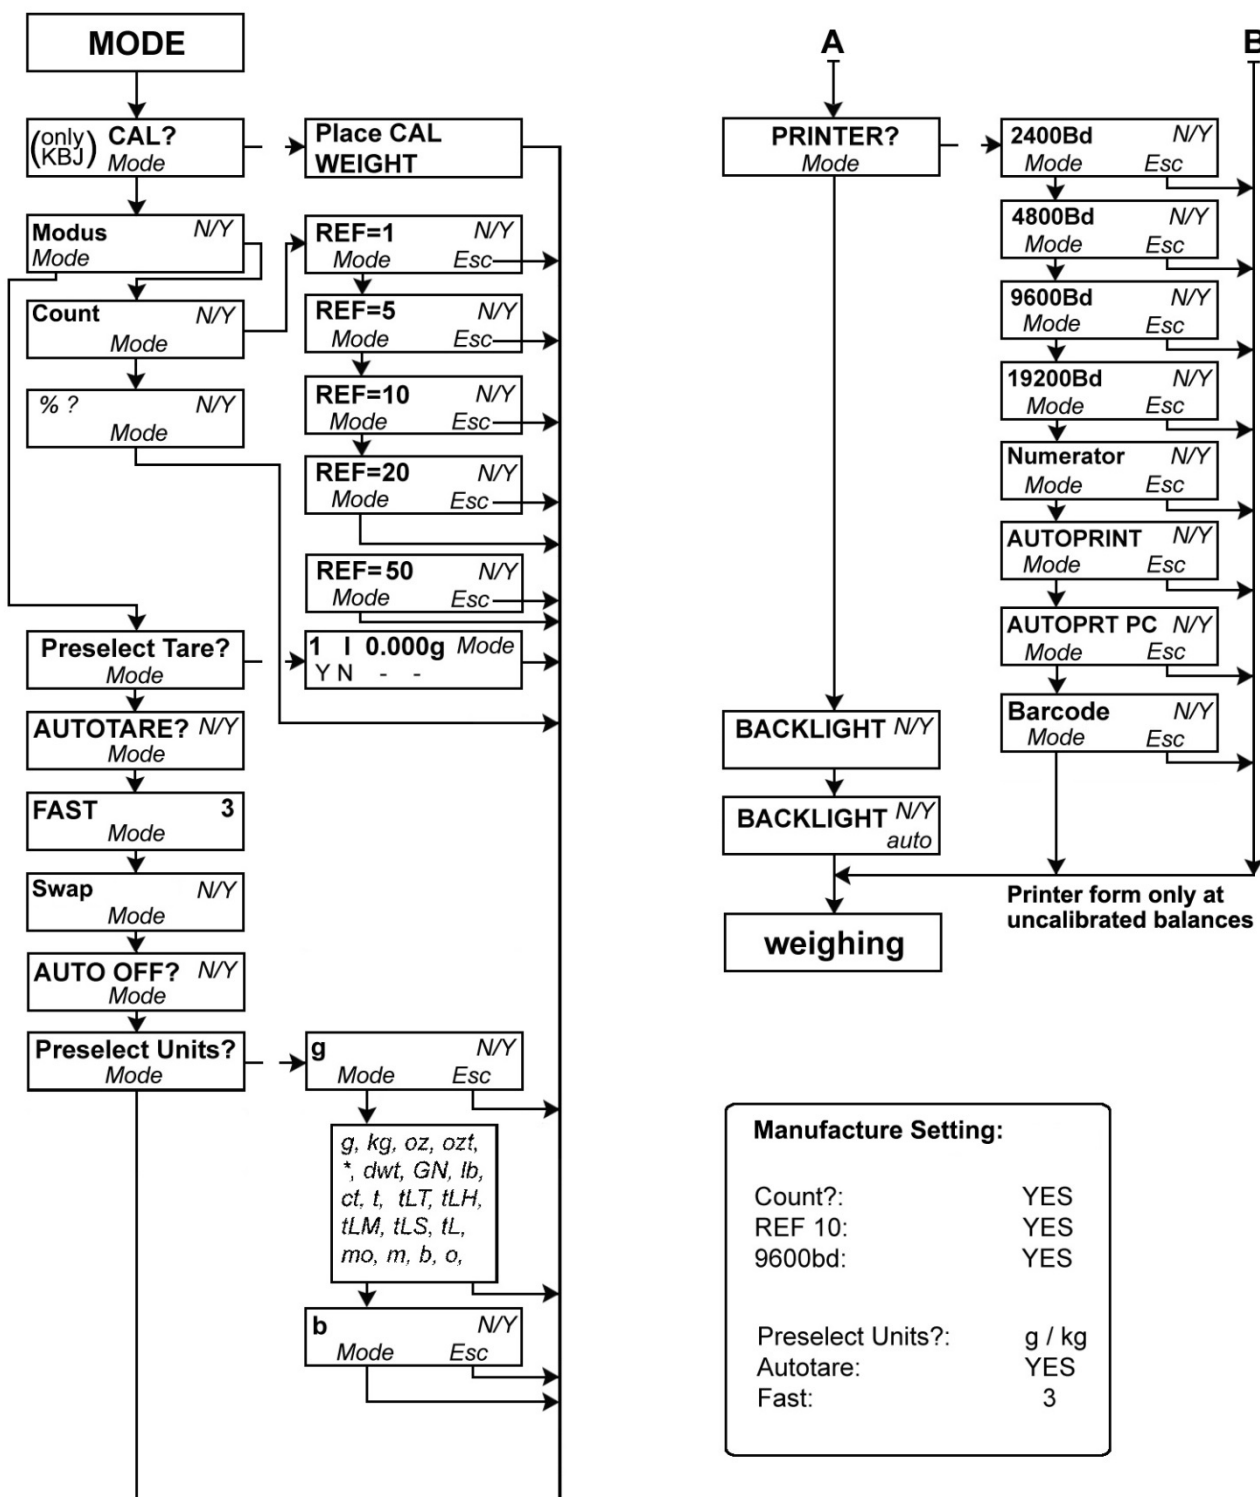 MODE
(only KBJ) CAL?
Mode
Place CAL
WEIGHT
Modus N/Y
Mode
Count N/Y
Mode
% ? N/Y
Mode
REF=1 N/Y
Mode Esc
REF=5 N/Y
Mode Esc
REF=10 N/Y
Mode Esc
REF=20 N/Y
Mode Esc
REF=50 N/Y
Mode Esc
Preselect Tare?
Mode
1 I 0.000g Mode
Y N - -
AUTOTARE? N/Y
Mode
FAST 3
Mode
Swap N/Y
Mode
AUTO OFF? N/Y
Mode
Preselect Units?
Mode
g N/Y
Mode Esc
g, kg, oz, ozt,
*, dwt, GN, lb,
ct, t, tLT, tLH,
tLM, tLS, tL,
mo, m, b, o,
b N/Y
Mode Esc
A
B
PRINTER?
Mode
2400Bd N/Y
Mode Esc
4800Bd N/Y
Mode Esc
9600Bd N/Y
Mode Esc
19200Bd N/Y
Mode Esc
Numerator N/Y
Mode Esc
AUTOPRINT N/Y
Mode Esc
AUTOPRT PC N/Y
Mode Esc
Barcode N/Y
Mode Esc
BACKLIGHT N/Y
BACKLIGHT N/Y
auto
Printer form only at
uncalibrated balances
weighing
Manufacture Setting:
Count?: YES
REF 10: YES
9600bd: YES
Preselect Units?: g / kg
Autotare: YES
Fast: 3